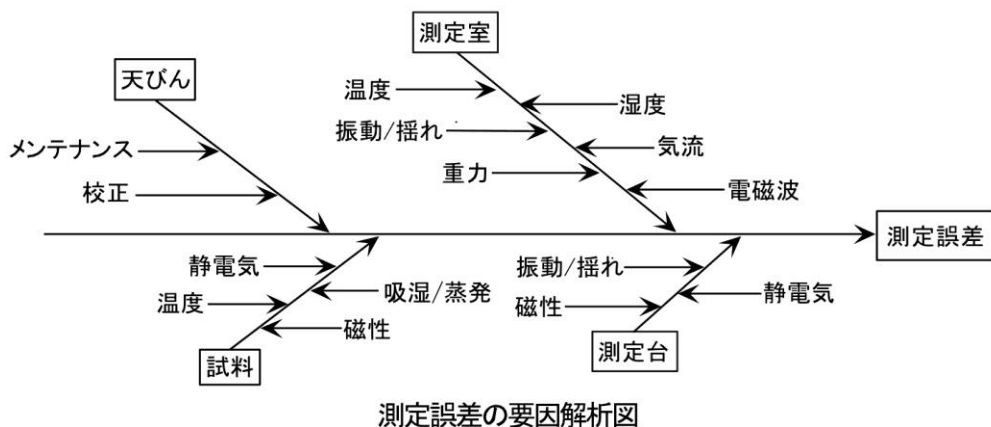 測定室
天びん
温度
湿度
振動/揺れ
メンテナンス
気流
重力
校正
電磁波
測定誤差
静電気
振動/揺れ
吸湿/蒸発
静電気
温度
磁性
磁性
試料
測定台
測定誤差の要因解析図